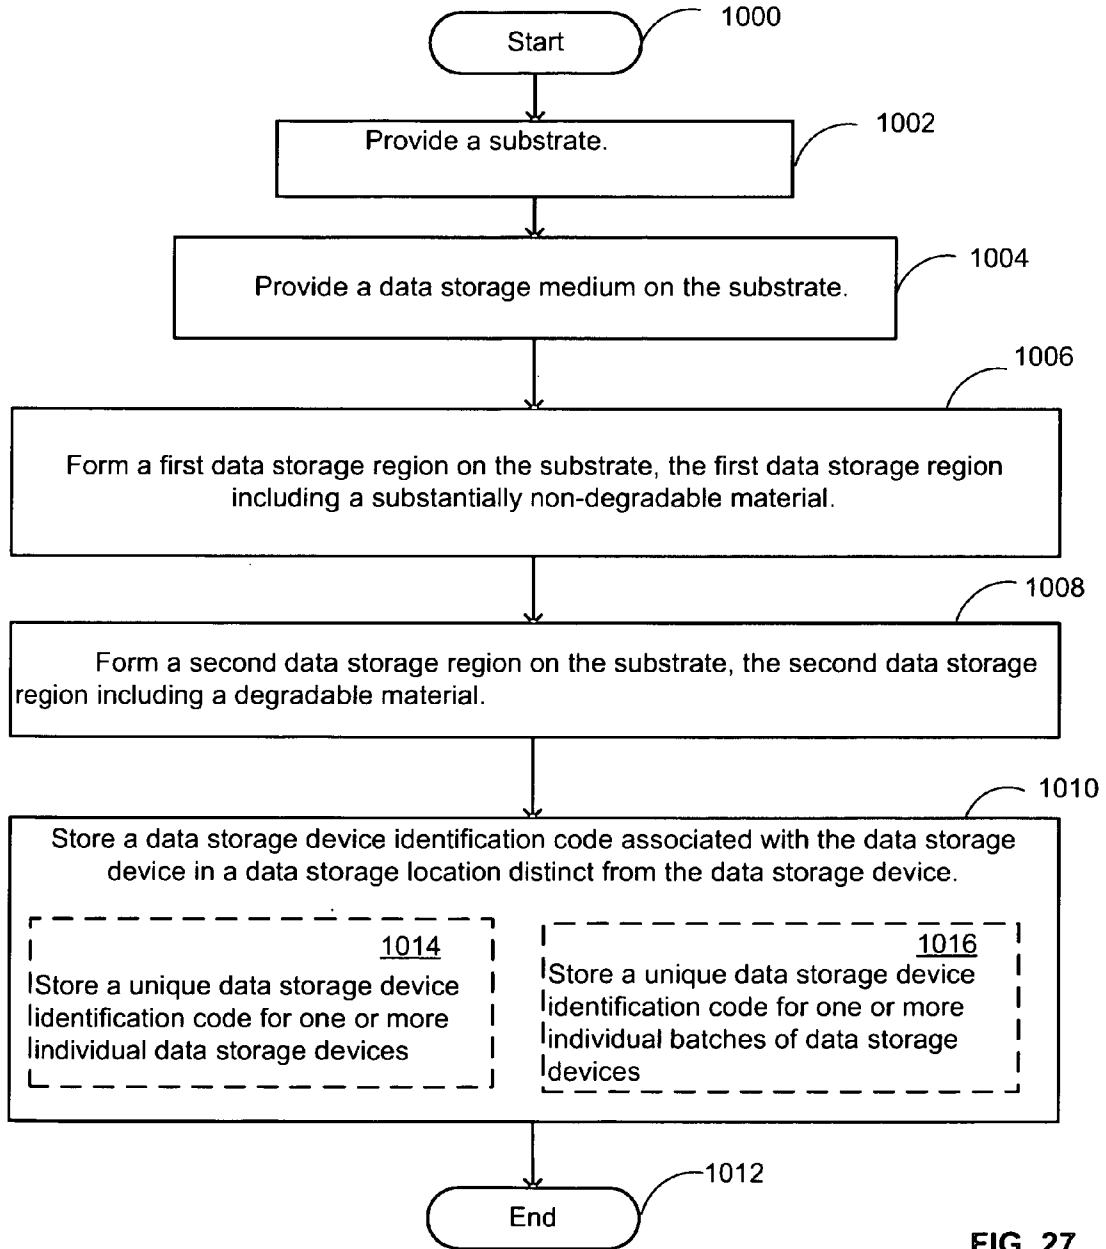 1000
Start
1002
Provide a substrate.
1004
Provide a data storage medium on the substrate.
1006
Form a first data storage region on the substrate, the first data storage region
including a substantially non-degradable material.
1008
Form a second data storage region on the substrate, the second data storage
region including a degradable material.
1010
Store a data storage device identification code associated with the data storage
device in a data storage location distinct from the data storage device.
1014
Store a unique data storage device
identification code for one or more
individual data storage devices
1016
Store a unique data storage device
identification code for one or more
individual batches of data storage
devices
1012
End
FIG. 27